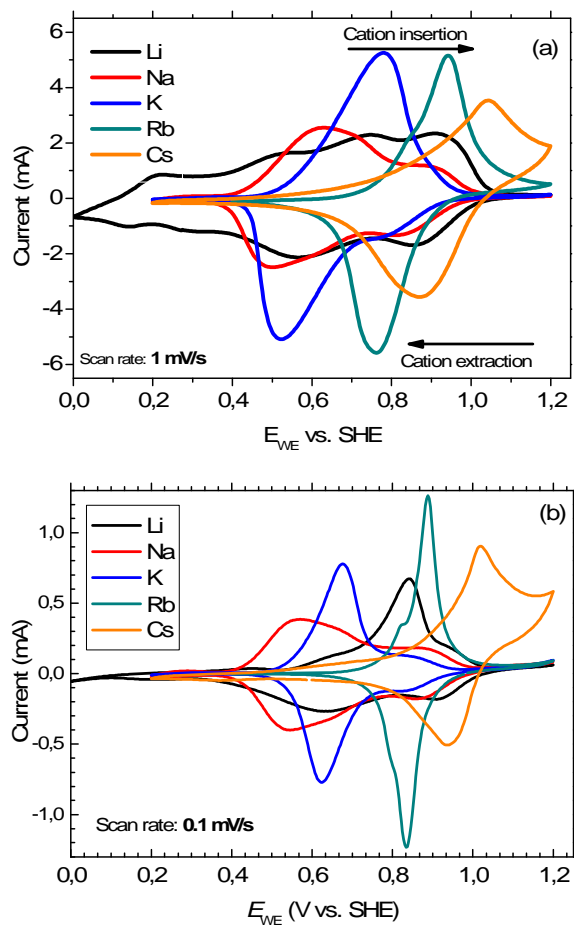 6
4
2
0
-2
-4
-6
Current (mA)
Li
Na
K
Rb
Cs
Cation insertion
(a)
Scan rate: 1 mV/s
Cation extraction
0,0 0,2 0,4 0,6 0,8 1,0 1,2
E_WE vs. SHE
1,0
0,5
0,0
-0,5
-1,0
Current (mA)
Li
Na
K
Rb
Cs
(b)
Scan rate: 0.1 mV/s
0,0 0,2 0,4 0,6 0,8 1,0 1,2
E_WE (V vs. SHE)